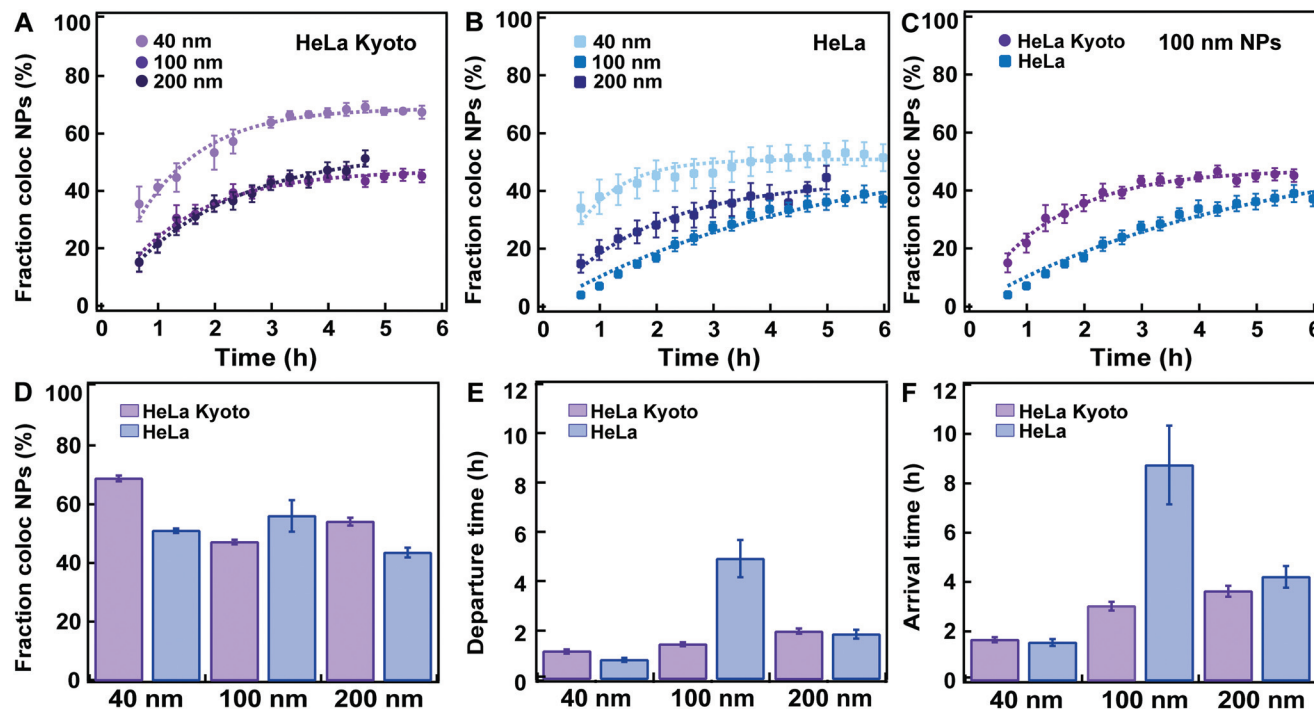 A
Fraction coloc NPs (%)
100
80
60
40
20
0
40 nm
100 nm
200 nm
HeLa Kyoto
0 1 2 3 4 5 6
Time (h)
B
Fraction coloc NPs (%)
100
80
60
40
20
0
40 nm
100 nm
200 nm
HeLa
0 1 2 3 4 5 6
Time (h)
C
Fraction coloc NPs (%)
100
80
60
40
20
0
HeLa Kyoto
HeLa
100 nm NPs
0 1 2 3 4 5 6
Time (h)
D
Fraction coloc NPs (%)
100
80
60
40
20
0
HeLa Kyoto
HeLa
40 nm 100 nm 200 nm
E
Departure time (h)
12
10
8
6
4
2
0
HeLa Kyoto
HeLa
40 nm 100 nm 200 nm
F
Arrival time (h)
12
10
8
6
4
2
0
HeLa Kyoto
HeLa
40 nm 100 nm 200 nm